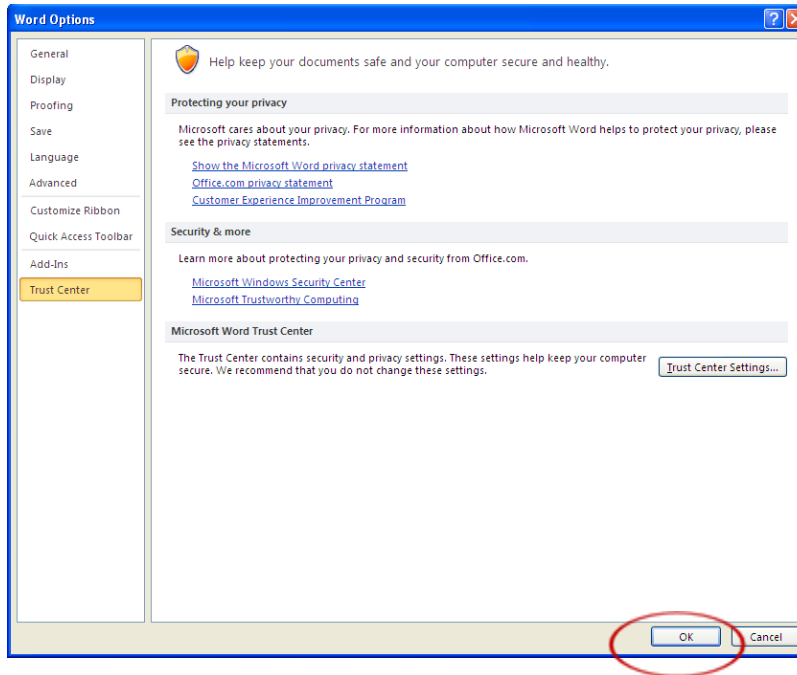 Word Options
General
Display
Proofing
Save
Language
Advanced
Customize Ribbon
Quick Access Toolbar
Add-Ins
Trust Center
Help keep your documents safe and your computer secure and healthy.
Protecting your privacy
Microsoft cares about your privacy. For more information about how Microsoft Word helps to protect your privacy, please
see the privacy statements.
Show the Microsoft Word privacy statement
Office.com privacy statement
Customer Experience Improvement Program
Security & more
Learn more about protecting your privacy and security from Office.com.
Microsoft Windows Security Center
Microsoft Trustworthy Computing
Microsoft Word Trust Center
The Trust Center contains security and privacy settings. These settings help keep your computer
secure. We recommend that you do not change these settings.
Trust Center Settings...
OK
Cancel